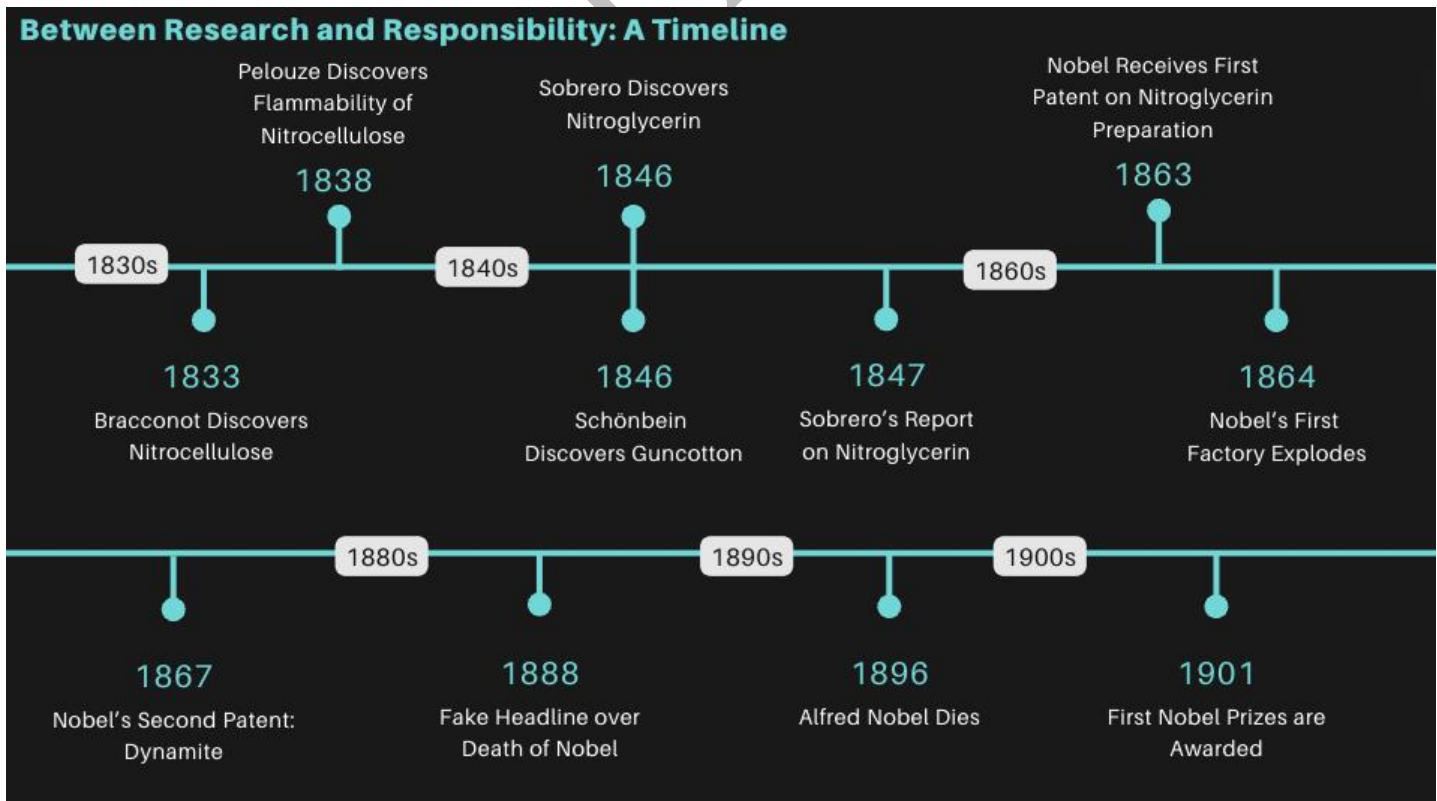 Between Research and Responsibility: A Timeline
Pelouze Discovers
Flammability of
Nitrocellulose
1838
Sobrero Discovers
Nitroglycerin
1846
Nobel Receives First
Patent on Nitroglycerin
Preparation
1863
1830s
1840s
1860s
1833
Bracconot Discovers
Nitrocellulose
1846
Schönbein
Discovers Guncotton
1847
Sobrero’s Report
on Nitroglycerin
1864
Nobel’s First
Factory Explodes
1880s
1890s
1900s
1867
Nobel’s Second Patent:
Dynamite
1888
Fake Headline over
Death of Nobel
1896
Alfred Nobel Dies
1901
First Nobel Prizes are
Awarded